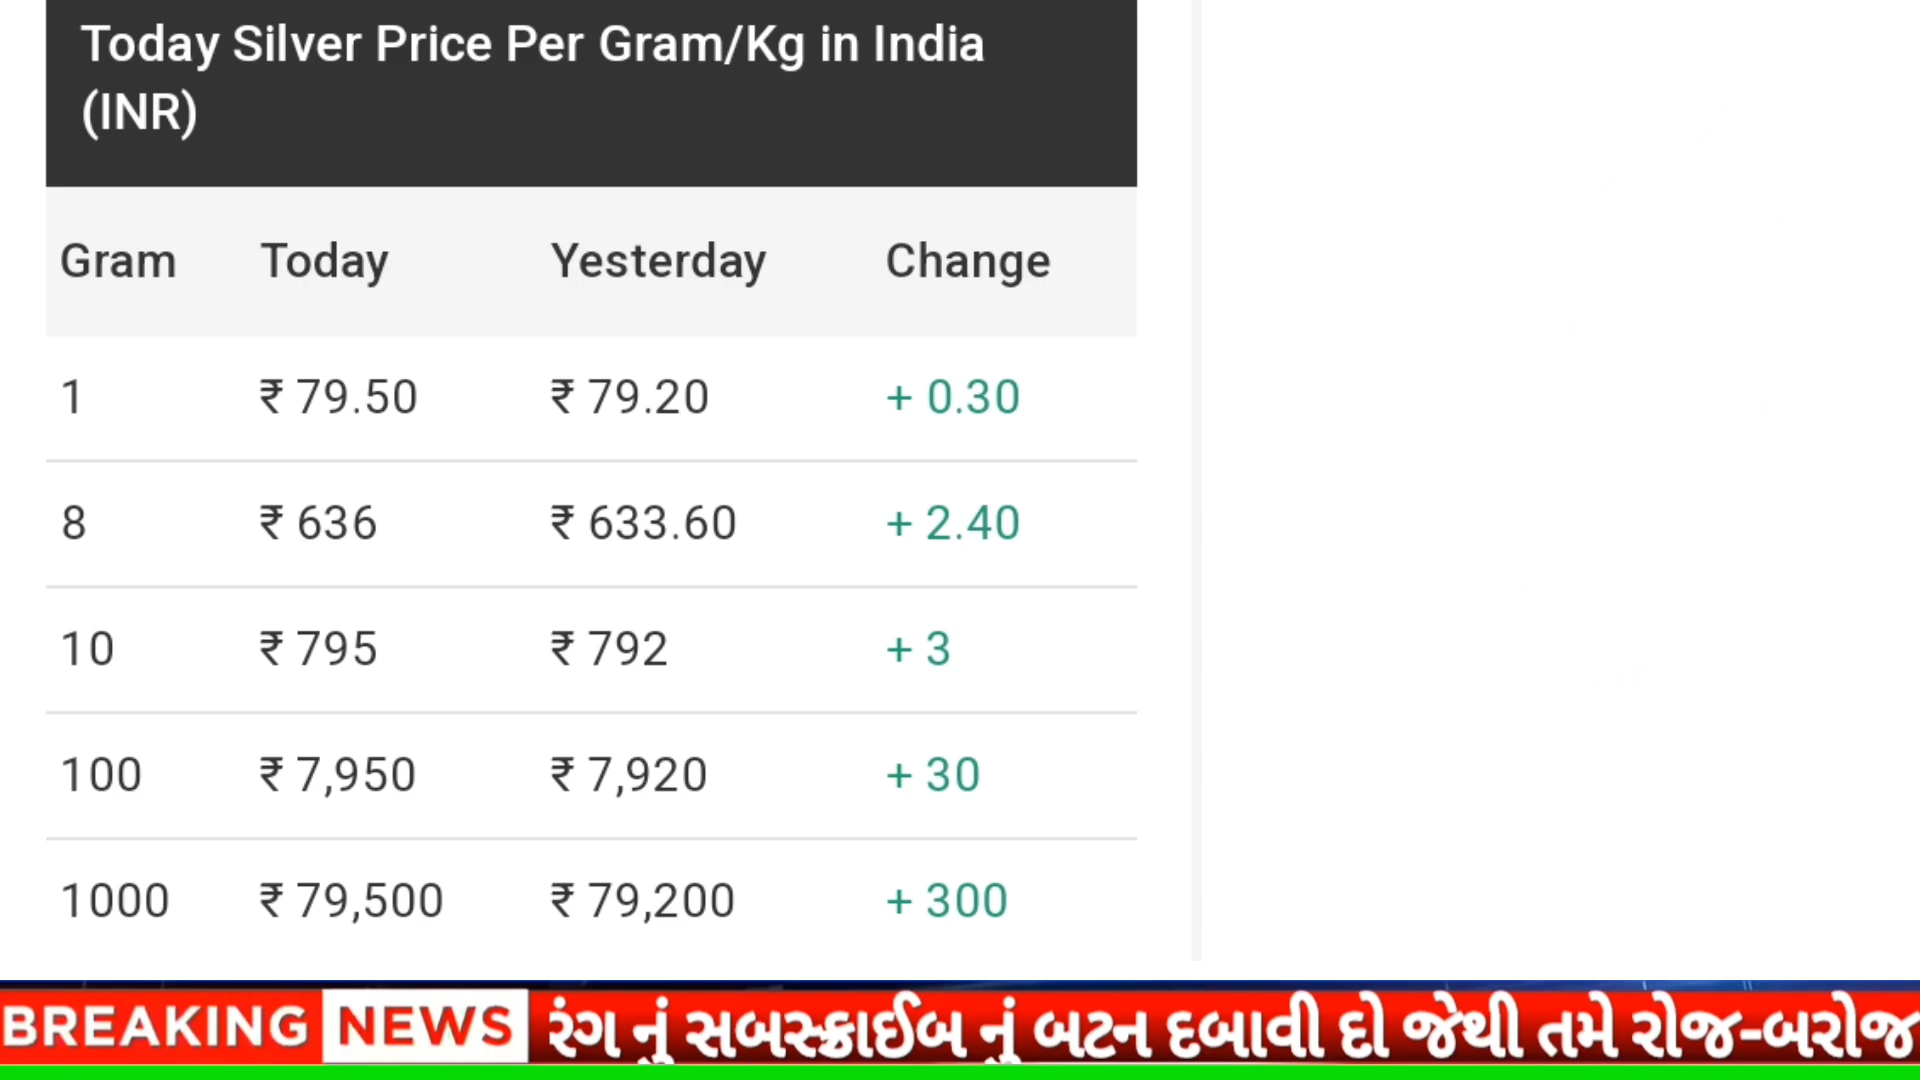 Today Silver Price Per Gram/Kg in India
(INR)
Gram Today Yesterday Change
1 ₹ 79.50 ₹ 79.20 + 0.30
8 ₹ 636 ₹ 633.60 + 2.40
10 ₹ 795 ₹ 792 + 3
100 ₹ 7,950 ₹ 7,920 + 30
1000 ₹ 79,500 ₹ 79,200 + 300
BREAKING NEWS રંગ નું સબસ્ક્રાઈબ નું બટન દબાવી દો જેથી તમે રોજ-બરોજ